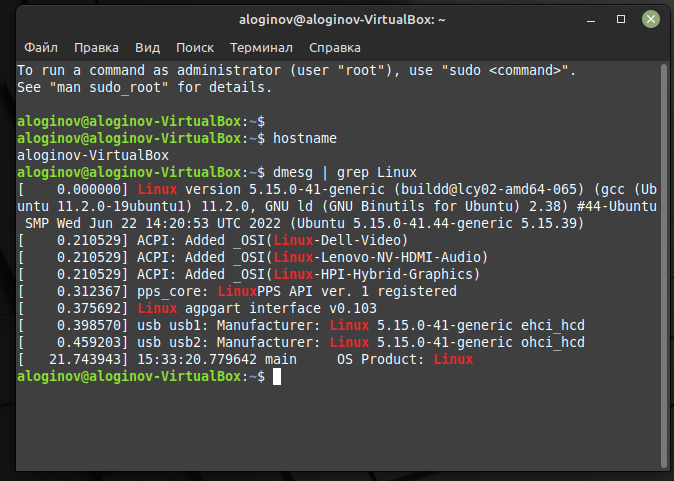 aloginov@aloginov-VirtualBox: ~
Файл Правка Вид Поиск Терминал Справка
To run a command as administrator (user "root"), use "sudo <command>".
See "man sudo_root" for details.
aloginov@aloginov-VirtualBox:~$
aloginov@aloginov-VirtualBox:~$ hostname
aloginov-VirtualBox
aloginov@aloginov-VirtualBox:~$ dmesg | grep Linux
[    0.000000] Linux version 5.15.0-41-generic (buildd@lcy02-amd64-065) (gcc (Ub
untu 11.2.0-19ubuntu1) 11.2.0, GNU ld (GNU Binutils for Ubuntu) 2.38) #44-Ubuntu
 SMP Wed Jun 22 14:20:53 UTC 2022 (Ubuntu 5.15.0-41.44-generic 5.15.39)
[    0.210529] ACPI: Added _OSI(Linux-Dell-Video)
[    0.210529] ACPI: Added _OSI(Linux-Lenovo-NV-HDMI-Audio)
[    0.210529] ACPI: Added _OSI(Linux-HPI-Hybrid-Graphics)
[    0.312367] pps_core: LinuxPPS API ver. 1 registered
[    0.375692] Linux agpgart interface v0.103
[    0.398570] usb usb1: Manufacturer: Linux 5.15.0-41-generic ehci_hcd
[    0.459203] usb usb2: Manufacturer: Linux 5.15.0-41-generic ohci_hcd
[   21.743943] 15:33:20.779642 main     OS Product: Linux
aloginov@aloginov-VirtualBox:~$